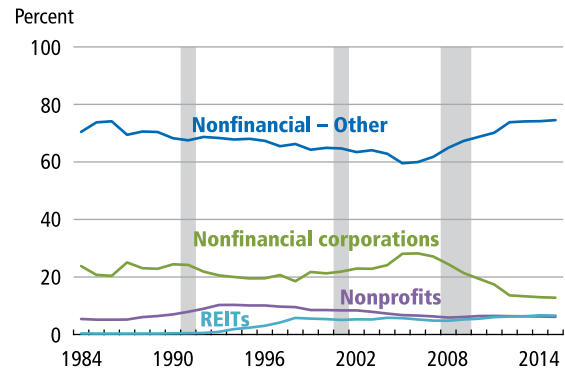 Percent
100
80
Nonfinancial – Other
60
40
Nonfinancial corporations
20
Nonprofits
REITs
0
1984 1990 1996 2002 2008 2014